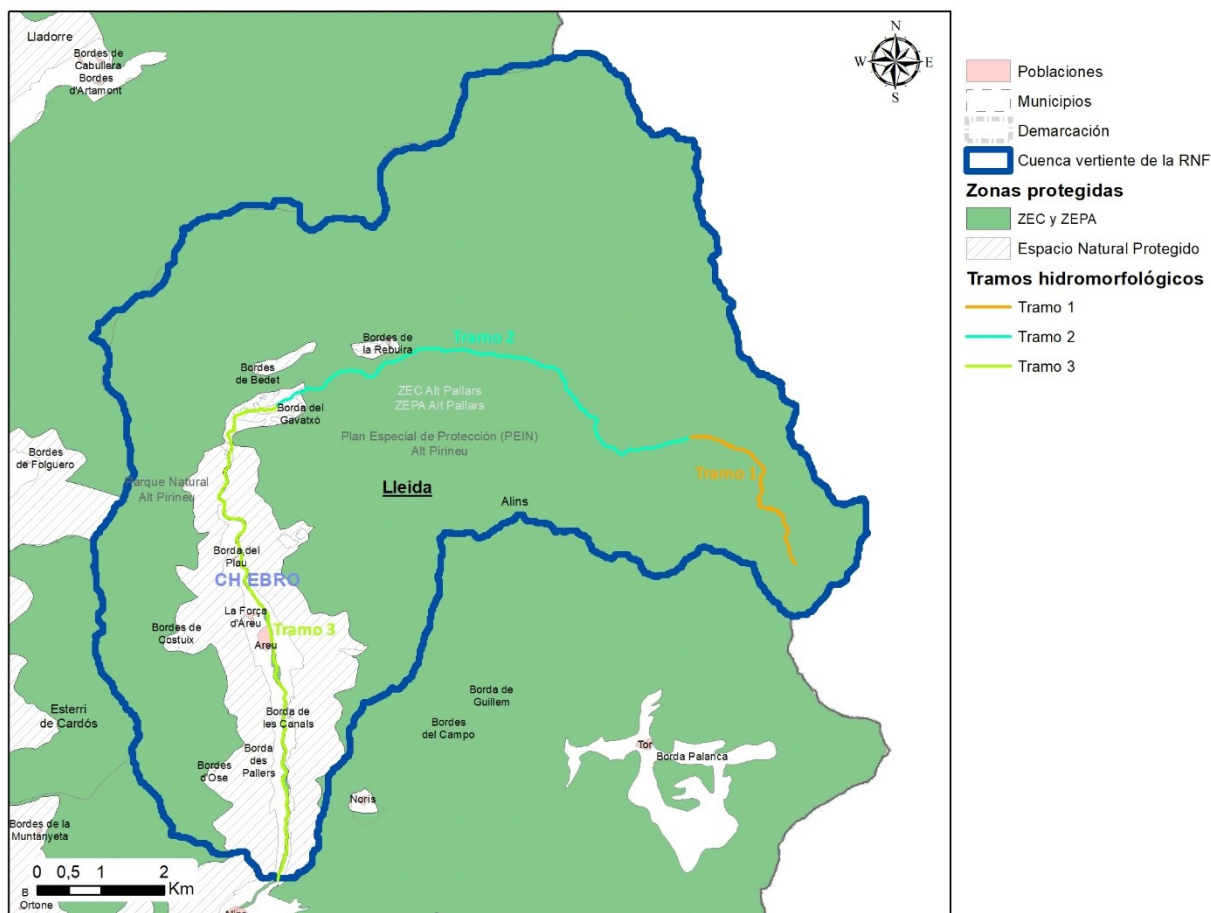 Lladorre
Bordes de
Cabullera
Bordes
d'Artamont
N
W
E
S
Bordes de
la Rebuira
Tramo 2
Bordes
de Bedet
ZEC Alt Pallars
ZEPA Alt Pallars
Borda del
Gavatxó
Plan Especial de Protección (PEIN)
Alt Pirineu
Bordes
de Folguero
Parque Natural
Alt Pirineu
Lleida
Tramo 1
Alins
Borda del
Plau
CH EBRO
La Força
d'Areu
Bordes de
Costuix
Tramo 3
Areu
Borda de
Guillem
Esterri
de Cardós
Borda de
les Canals
Bordes
del Campo
Borda
des
Pallers
Bordes
d'Ose
Tor
Borda Palanca
Noris
Bordes de la
Muntanyeta
0 0,5 1 2
Km
B
Ortone
Alins
Poblaciones
Municipios
Demarcación
Cuenca vertiente de la RNF
Zonas protegidas
ZEC y ZEPA
Espacio Natural Protegido
Tramos hidromorfológicos
Tramo 1
Tramo 2
Tramo 3